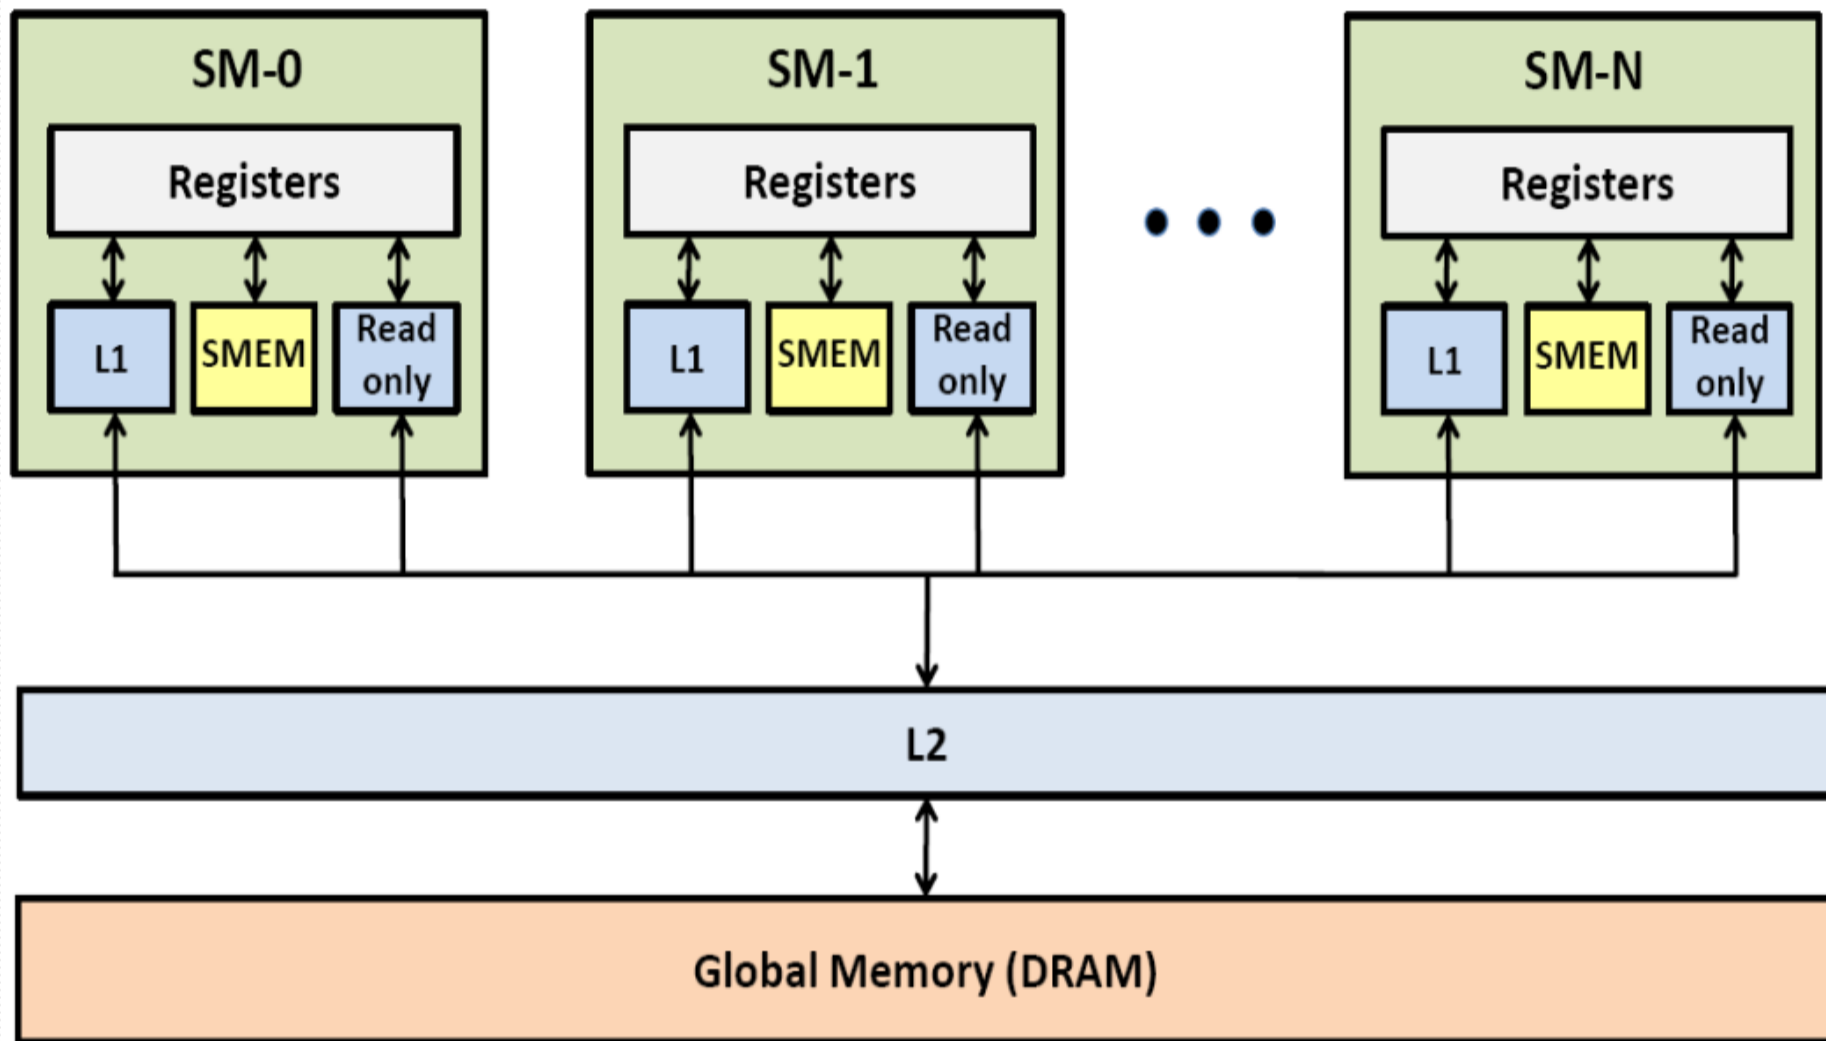 SM-0
Registers
L1
SMEM
Read
only
SM-1
Registers
L1
SMEM
Read
only
SM-N
Registers
L1
SMEM
Read
only
L2
Global Memory (DRAM)